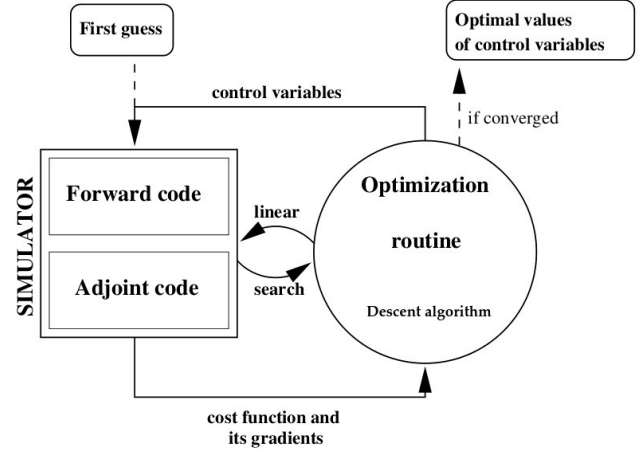 First guess
Optimal values
of control variables
control variables
if converged
SIMULATOR
Forward code
Adjoint code
linear
search
Optimization
routine
Descent algorithm
cost function and
its gradients